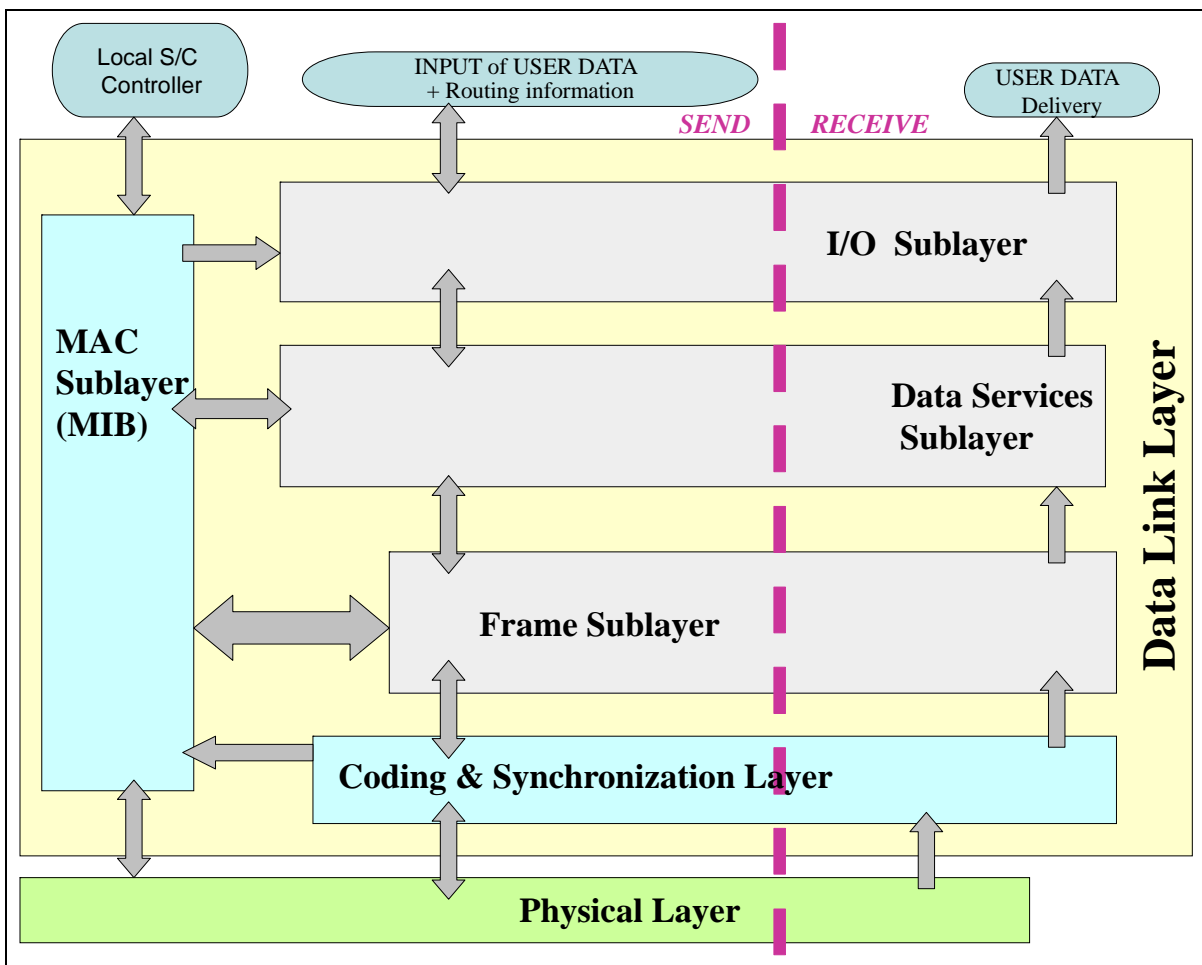 Local S/C
Controller
INPUT of USER DATA
+ Routing information
USER DATA
Delivery
SEND
RECEIVE
I/O Sublayer
MAC
Sublayer
(MIB)
Data Services
Sublayer
Data Link Layer
Frame Sublayer
Coding & Synchronization Layer
Physical Layer